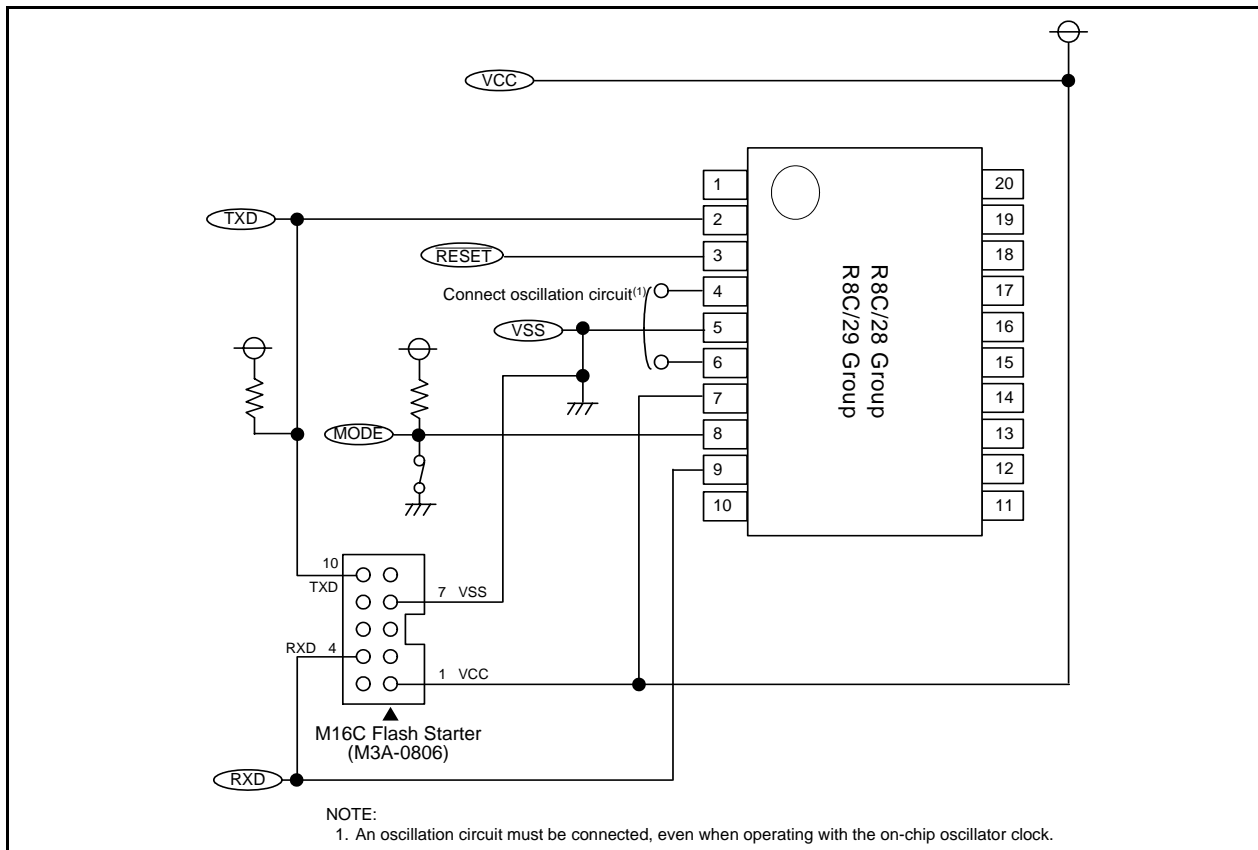 VCC
1
20
TXD
2
19
RESET
3
18
Connect oscillation circuit(1)
4
17
VSS
5
16
6
15
7
14
MODE
8
13
9
12
10
11
R8C/28 Group
R8C/29 Group
10
TXD
7 VSS
RXD 4
1 VCC
M16C Flash Starter
(M3A-0806)
RXD
NOTE:
1. An oscillation circuit must be connected, even when operating with the on-chip oscillator clock.